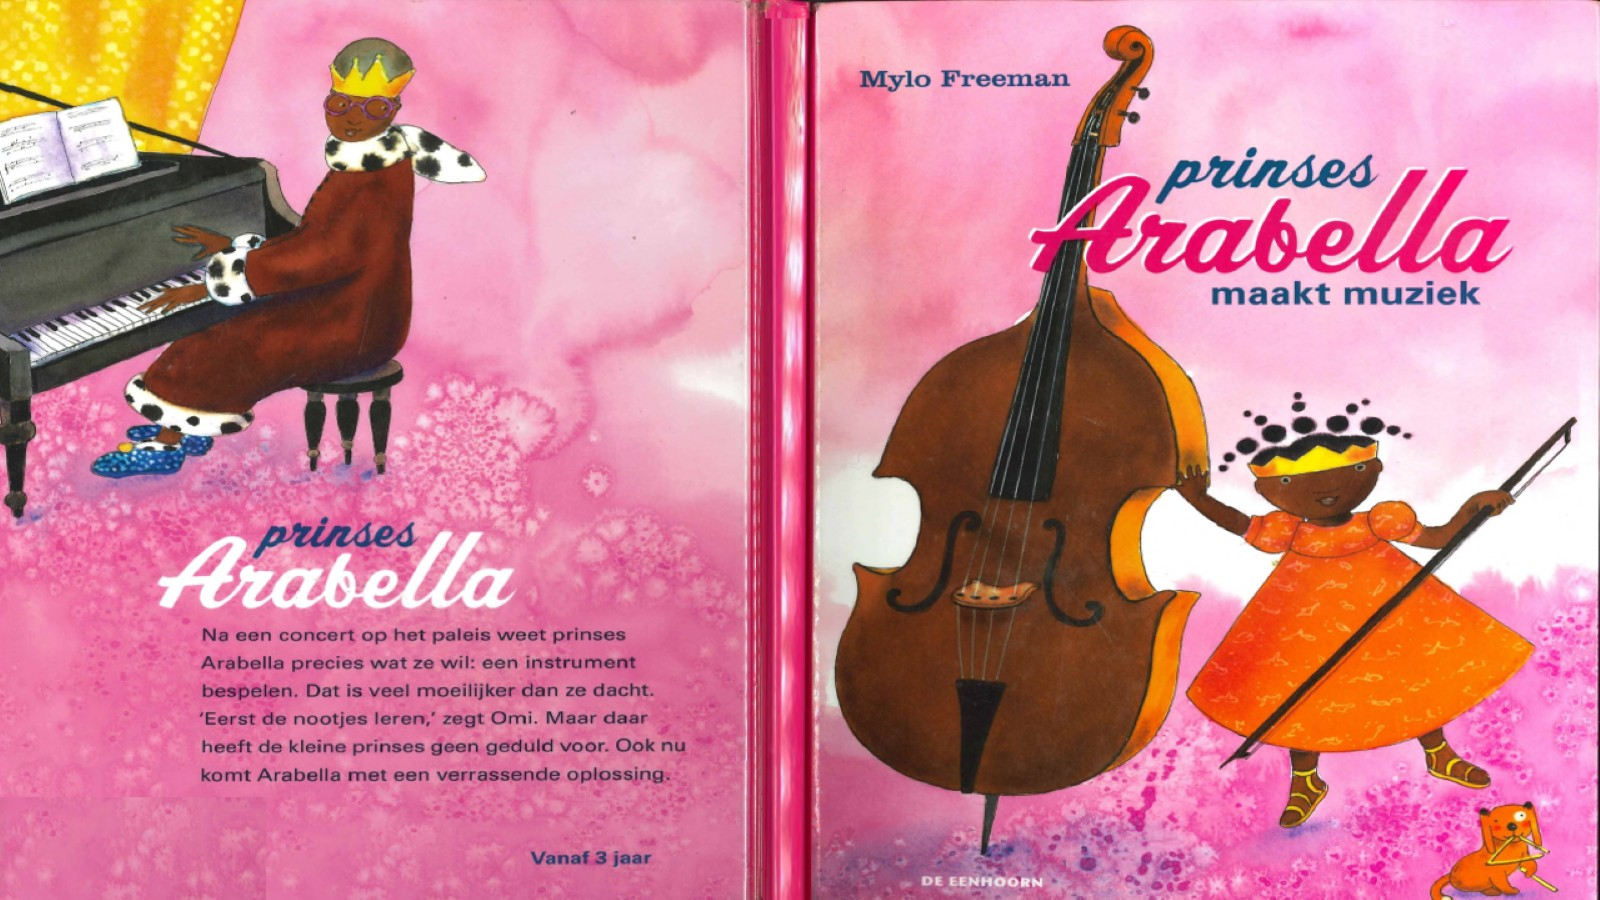 prinses
Arabella
Na een concert op het paleis weet prinses
Arabella precies wat ze wil: een instrument
bespelen. Dat is veel moeilijker dan ze dacht.
‘Eerst de nootjes leren,’ zegt Omi. Maar daar
heeft de kleine prinses geen geduld voor. Ook nu
komt Arabella met een verrassende oplossing.
Vanaf 3 jaar
Mylo Freeman
prinses
Arabella
maakt muziek
DE EENHOORN